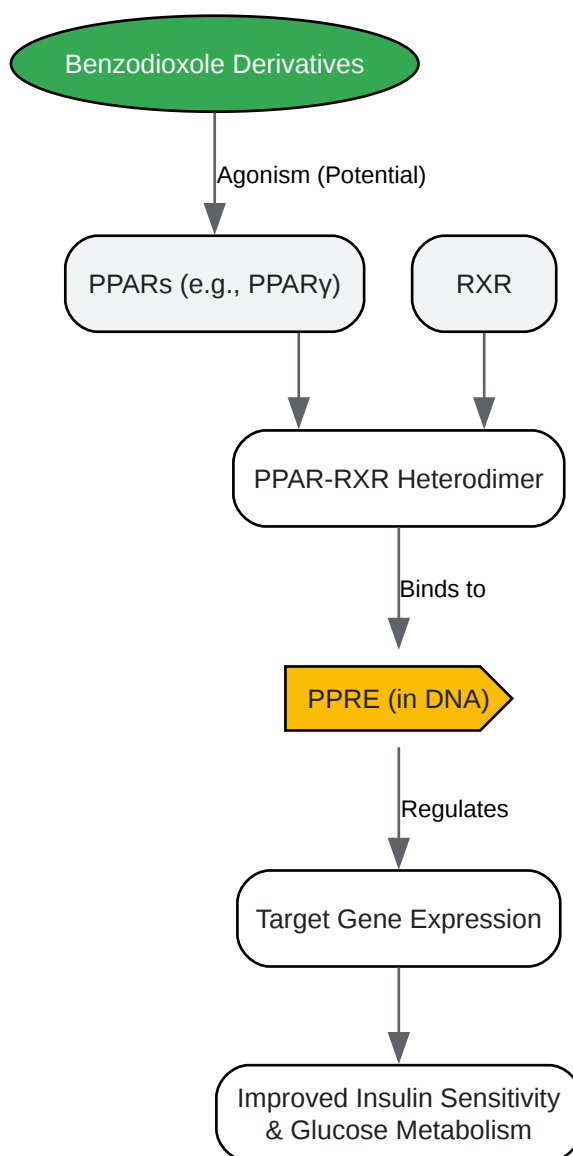 Benzodioxole Derivatives
Agonism (Potential)
PPARs (e.g., PPARγ)
RXR
PPAR-RXR Heterodimer
Binds to
PPRE (in DNA)
Regulates
Target Gene Expression
Improved Insulin Sensitivity
& Glucose Metabolism